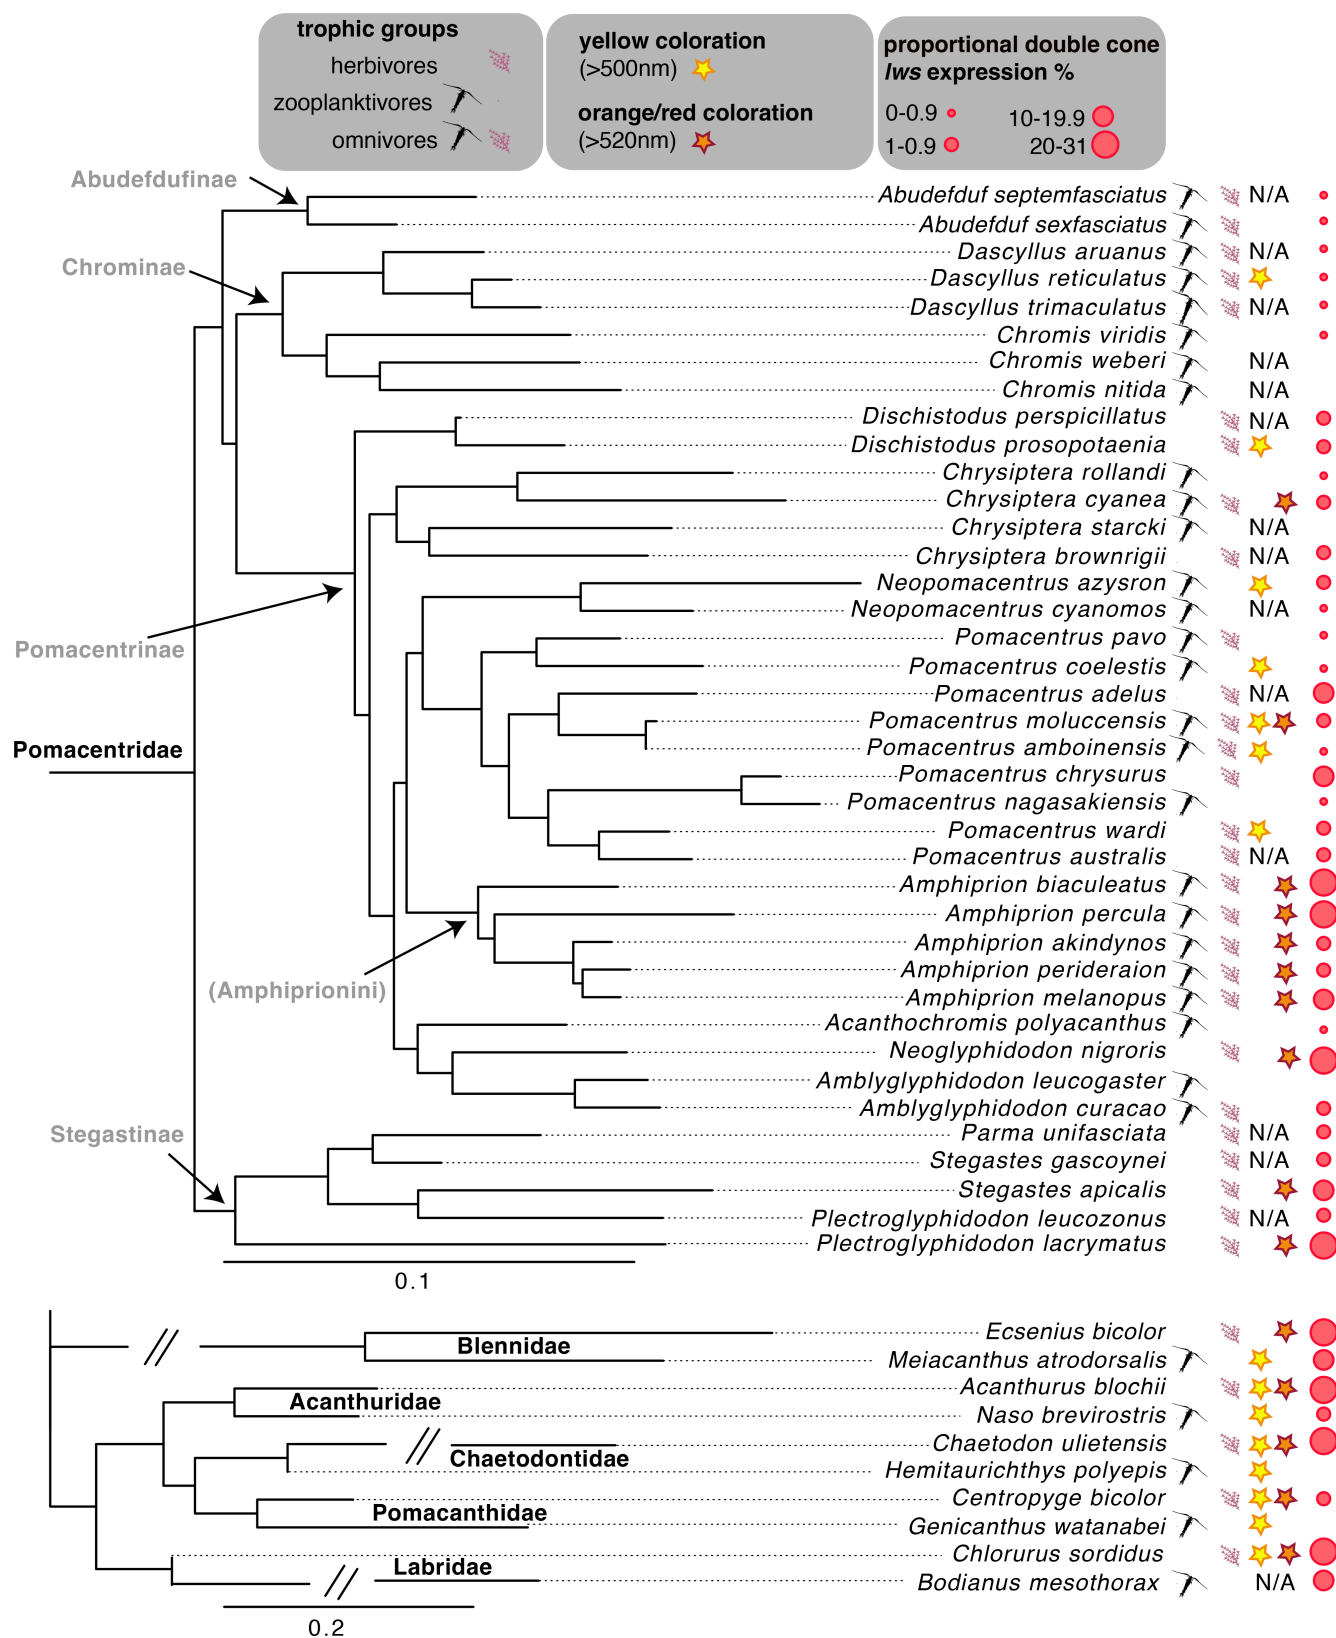 trophic groups
herbivores
zooplanktivores
omnivores
yellow coloration
(>500nm)
orange/red coloration
(>520nm)
proportional double cone
lws expression %
0-0.9 10-19.9
1-0.9 20-31
Abudefdufinae
Abudefduf septemfasciatus N/A
Abudefduf sexfasciatus
Chrominae
Dascyllus aruanus N/A
Dascyllus reticulatus
Dascyllus trimaculatus N/A
Chromis viridis
Chromis weberi N/A
Chromis nitida N/A
Dischistodus perspicillatus N/A
Dischistodus prosopotaenia
Chrysiptera rollandi
Chrysiptera cyanea
Chrysiptera starcki N/A
Chrysiptera brownrigii N/A
Neopomacentrus azysron
Neopomacentrus cyanomos N/A
Pomacentrinae
Pomacentrus pavo
Pomacentrus coelestis
Pomacentrus adelus N/A
Pomacentrus moluccensis
Pomacentridae
Pomacentrus amboinensis
Pomacentrus chrysurus
Pomacentrus nagasakiensis
Pomacentrus wardi
Pomacentrus australis N/A
Amphiprion biaculeatus
Amphiprion percula
Amphiprion akindynos
Amphiprion perideraion
(Amphiprionini)
Amphiprion melanopus
Acanthochromis polyacanthus
Neoglyphidodon nigroris
Amblyglyphidodon leucogaster
Amblyglyphidodon curacao
Stegastinae
Parma unifasciata N/A
Stegastes gascoynei N/A
Stegastes apicalis
Plectroglyphidodon leucozonus N/A
Plectroglyphidodon lacrymatus
0.1
Ecsenius bicolor
Blennidae
Meiacanthus atrodorsalis
Acanthurus blochii
Acanthuridae
Naso brevirostris
Chaetodon ulietensis
Chaetodontidae
Hemitaurichthys polyepis
Centropyge bicolor
Pomacanthidae
Genicanthus watanabei
Chlorurus sordidus
Labridae
Bodianus mesothorax N/A
0.2